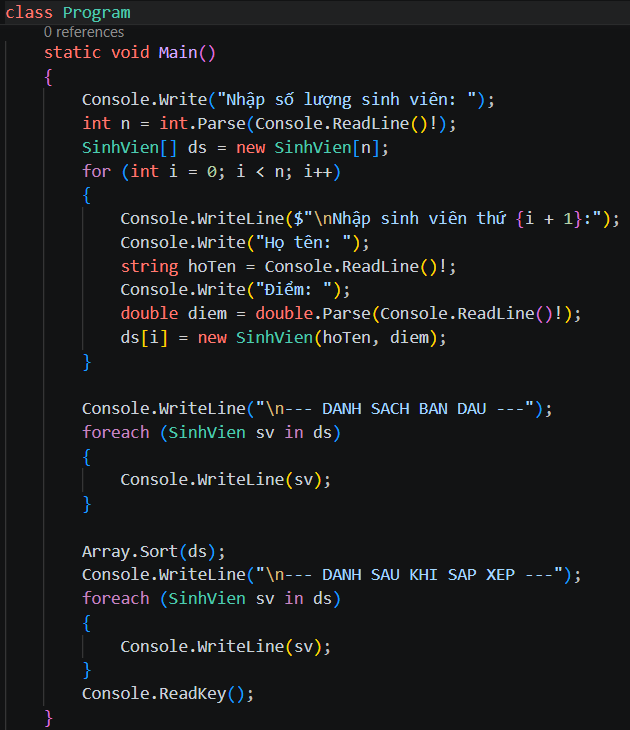 class Program
0 references
static void Main()
{
Console.Write("Nhập số lượng sinh viên: ");
int n = int.Parse(Console.ReadLine()!);
SinhVien[] ds = new SinhVien[n];
for (int i = 0; i < n; i++)
{
Console.WriteLine($"\nNhập sinh viên thứ {i + 1}:");
Console.Write("Họ tên: ");
string hoTen = Console.ReadLine()!;
Console.Write("Điểm: ");
double diem = double.Parse(Console.ReadLine()!);
ds[i] = new SinhVien(hoTen, diem);
}
Console.WriteLine("\n--- DANH SACH BAN DAU ---");
foreach (SinhVien sv in ds)
{
Console.WriteLine(sv);
}
Array.Sort(ds);
Console.WriteLine("\n--- DANH SAU KHI SAP XEP ---");
foreach (SinhVien sv in ds)
{
Console.WriteLine(sv);
}
Console.ReadKey();
}